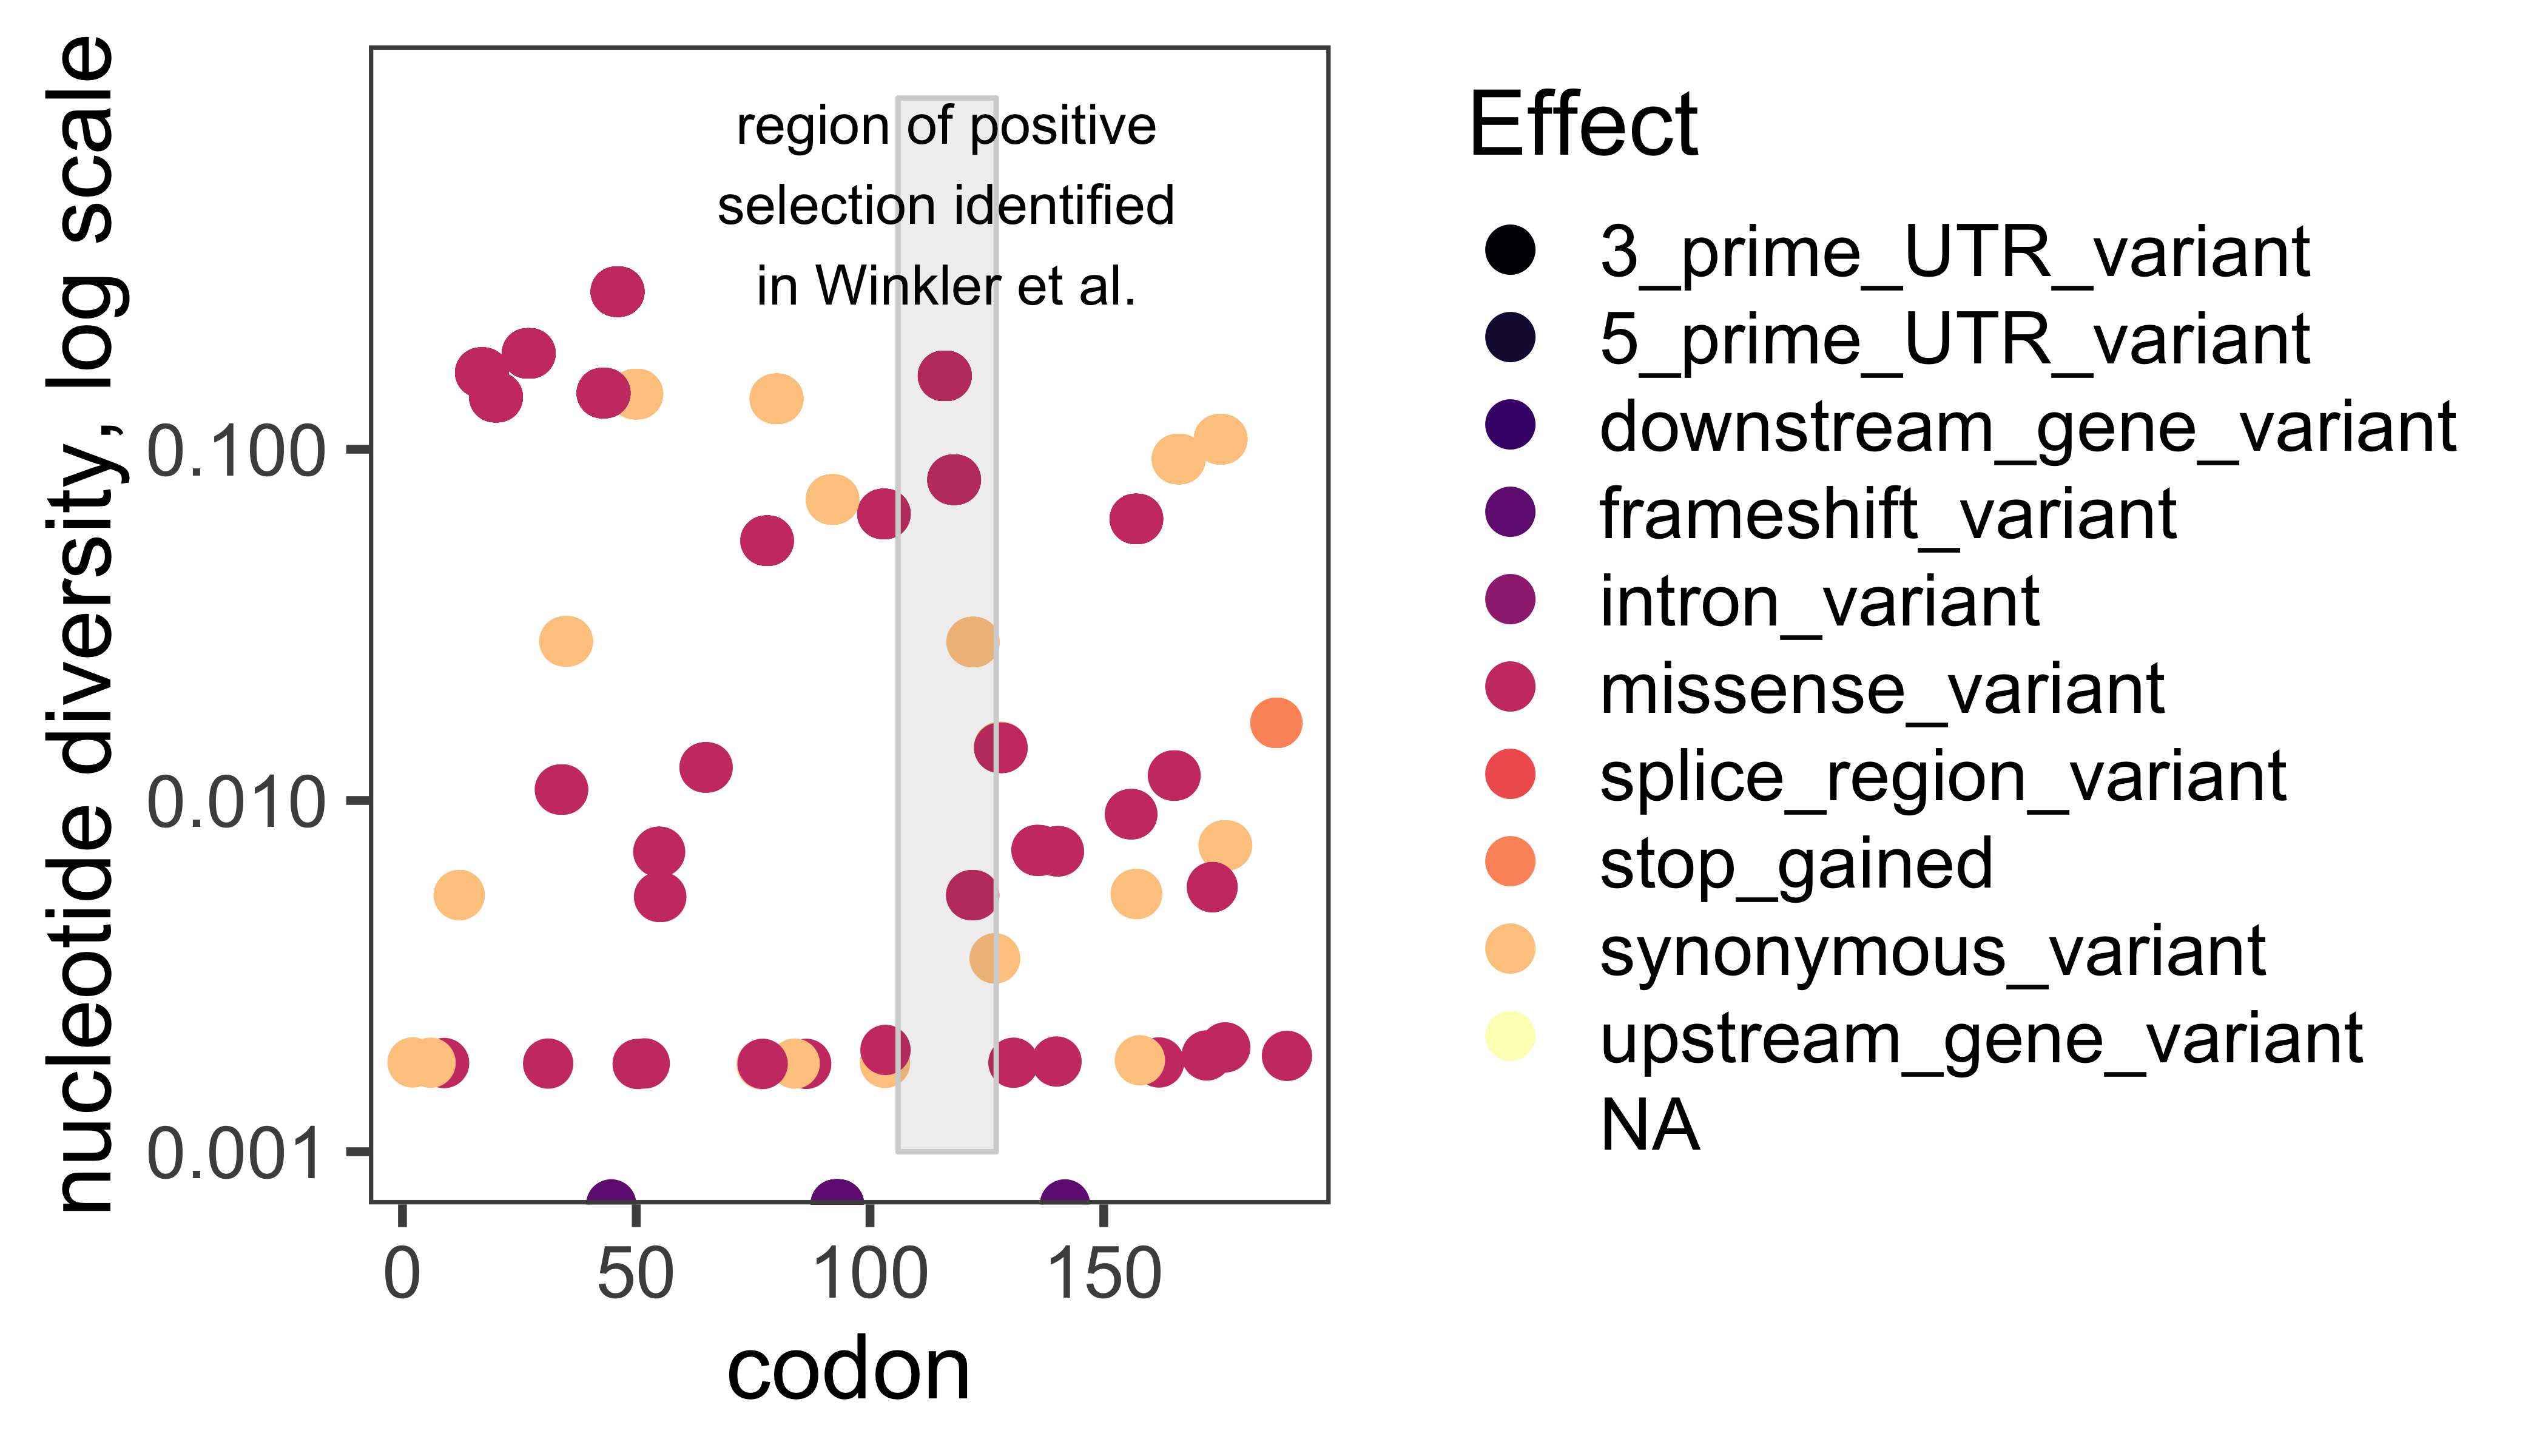 nucleotide diversity, log scale
region of positive
selection identified
in Winkler et al.
0.100
0.010
0.001
0
50
100
150
codon
Effect
3_prime_UTR_variant
5_prime_UTR_variant
downstream_gene_variant
frameshift_variant
intron_variant
missense_variant
splice_region_variant
stop_gained
synonymous_variant
upstream_gene_variant
NA